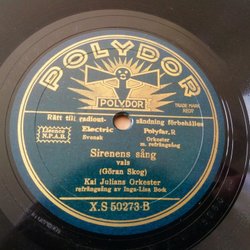 POLYDOR
POLYDOR
TRADE MARK
Rätt till radiout- sändning förbehålles
Licence
N.P.A.B.
Electric
Svensk
Polyfar.R
Orkester
m. refrängsång
Sirenens sång
vals
(Göran Skog)
Kai Julians Orkester
refrängsång av Inga-Lisa Bock
X.S 50273-B